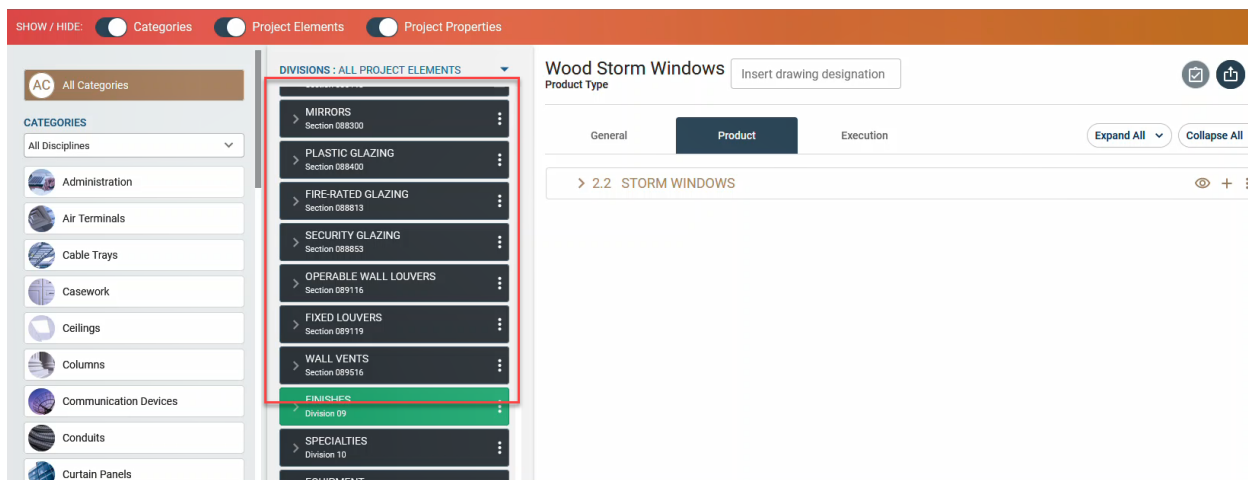 SHOW / HIDE: Categories Project Elements Project Properties
AC All Categories
CATEGORIES
All Disciplines
Administration
Air Terminals
Cable Trays
Casework
Ceilings
Columns
Communication Devices
Conduits
Curtain Panels
DIVISIONS : ALL PROJECT ELEMENTS
MIRRORS
Section 088300
PLASTIC GLAZING
Section 088400
FIRE-RATED GLAZING
Section 088813
SECURITY GLAZING
Section 088853
OPERABLE WALL LOUVERS
Section 089116
FIXED LOUVERS
Section 089119
WALL VENTS
Section 089516
FINISHES
Division 09
SPECIALTIES
Division 10
EQUIPMENT
Wood Storm Windows
Product Type
Insert drawing designation
General Product Execution Expand All Collapse All
2.2 STORM WINDOWS